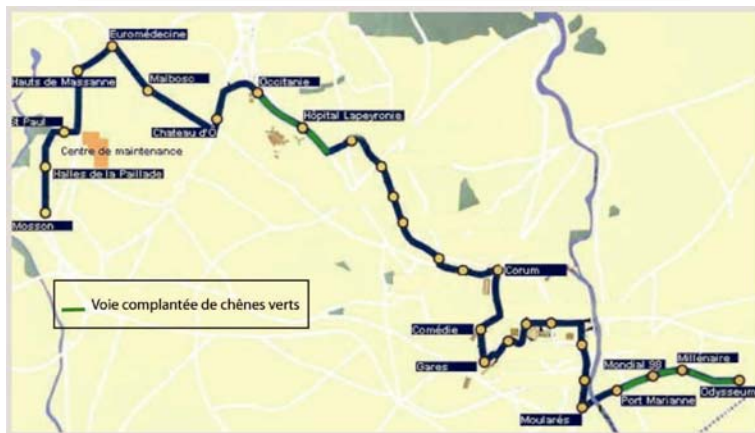 Euromédecine
Hauts de Massanne
Malbosc
Occitanie
St Paul
Chateau d'O
Hôpital Lapeyronie
Centre de maintenance
Halles de la Paillade
Mosson
Corum
Voie complantée de chênes verts
Comédie
Gares
Mondial 98
Millénaire
Odysseum
Port Marianne
Moularés